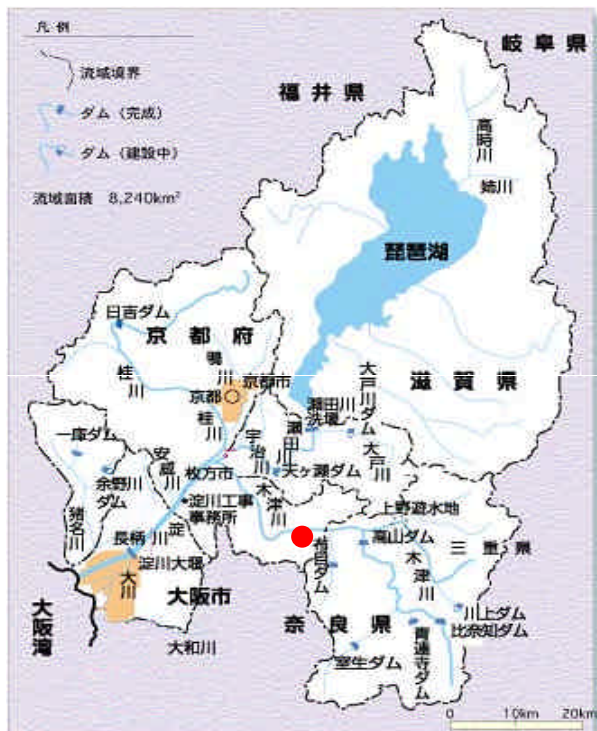 凡例
流域境界
ダム(完成)
ダム(建設中)
流域面積 8,240km²
岐阜県
福井県
高時川
姉川
琵琶湖
日吉ダム
京都府
鴨川
大戸川ダム
滋賀県
桂川
京都
京都市
桂川
瀬田川洗堰
瀬田川
宇治川
大戸川
一庫ダム
安威川
枚方市
天ヶ瀬ダム
余野川ダム
淀川工事事務所
木津川
上野遊水地
猪名川
長柄
淀川
淀川大堰
布目ダム
高山ダム
三重県
木津川
大川
大阪市
大阪湾
奈良県
川上ダム
比奈知ダム
大和川
室生ダム
青蓮寺ダム
0 10km 20km